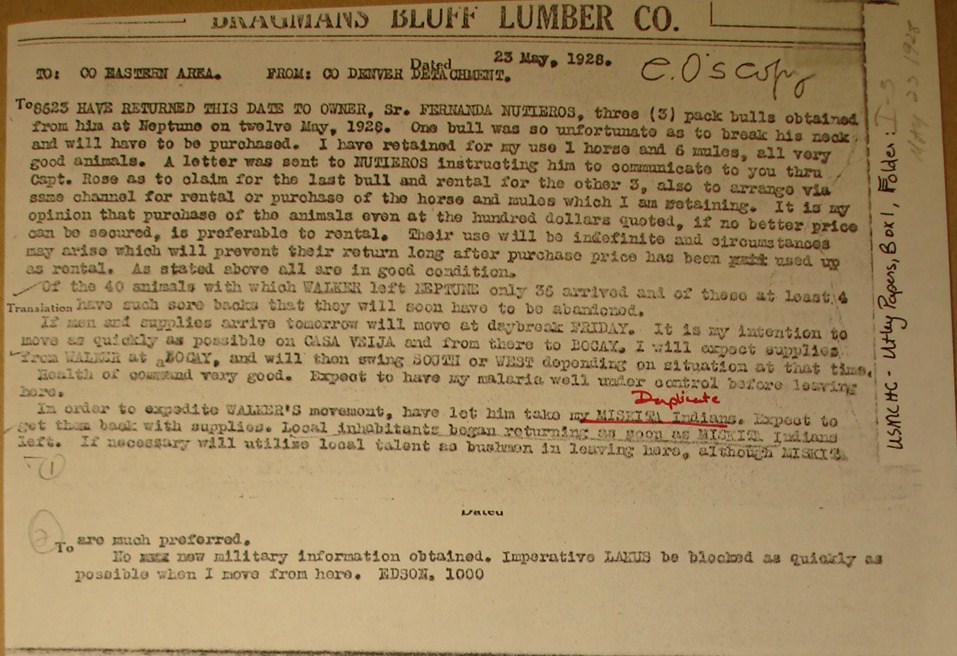 BRAGMANS BLUFF LUMBER CO.
Dated 23 May, 1928.
TO: CO EASTERN AREA. FROM: CO DENVER DETACHMENT.
C.O's Copy
To 8623 HAVE RETURNED THIS DATE TO OWNER, Sr. FERNANDA NUTIEROS, three (3) pack bulls obtained
from him at Neptune on twelve May, 1928. One bull was so unfortunate as to break his neck
and will have to be purchased. I have retained for my use 1 horse and 6 mules, all very
good animals. A letter was sent to NUTIEROS instructing him to communicate to you thru
Capt. Rose as to claim for the last bull and rental for the other 3, also to arrange via
same channel for rental or purchase of the horse and mules which I am retaining. It is my
opinion that purchase of the animals even at the hundred dollars quoted, if no better price
can be secured, is preferable to rental. Their use will be indefinite and circumstances
may arise which will prevent their return long after purchase price has been used up
as rental. As stated above all are in good condition.
Of the 40 animals with which WALKER left NEPTUNE only 36 arrived and of these at least 4
Translation have such sore backs that they will soon have to be abandoned.
If men and supplies arrive tomorrow will move at daybreak FRIDAY. It is my intention to
move as quickly as possible on CASA VEIJA and from there to BOCAY. I will expect supplies
from WALKER at BOCAY, and will then swing SOUTH or WEST depending on situation at that time.
Health of command very good. Expect to have my malaria well under control before leaving
here.
Duplicate
In order to expedite WALKER'S movement, have let him take my MISKITA Indians. Expect to
get them back with supplies. Local inhabitants began returning as soon as MISKITA Indians
left. If necessary will utilize local talent as bushmen in leaving here, although MISKITA
1
Dated
2
To are much preferred.
No new military information obtained. Imperative LAKUS be blocked as quickly as
possible when I move from here. EDSON, 1000
USMCHC - Utley Papers, Box 1, Folder: I-3
MAY 23 1928